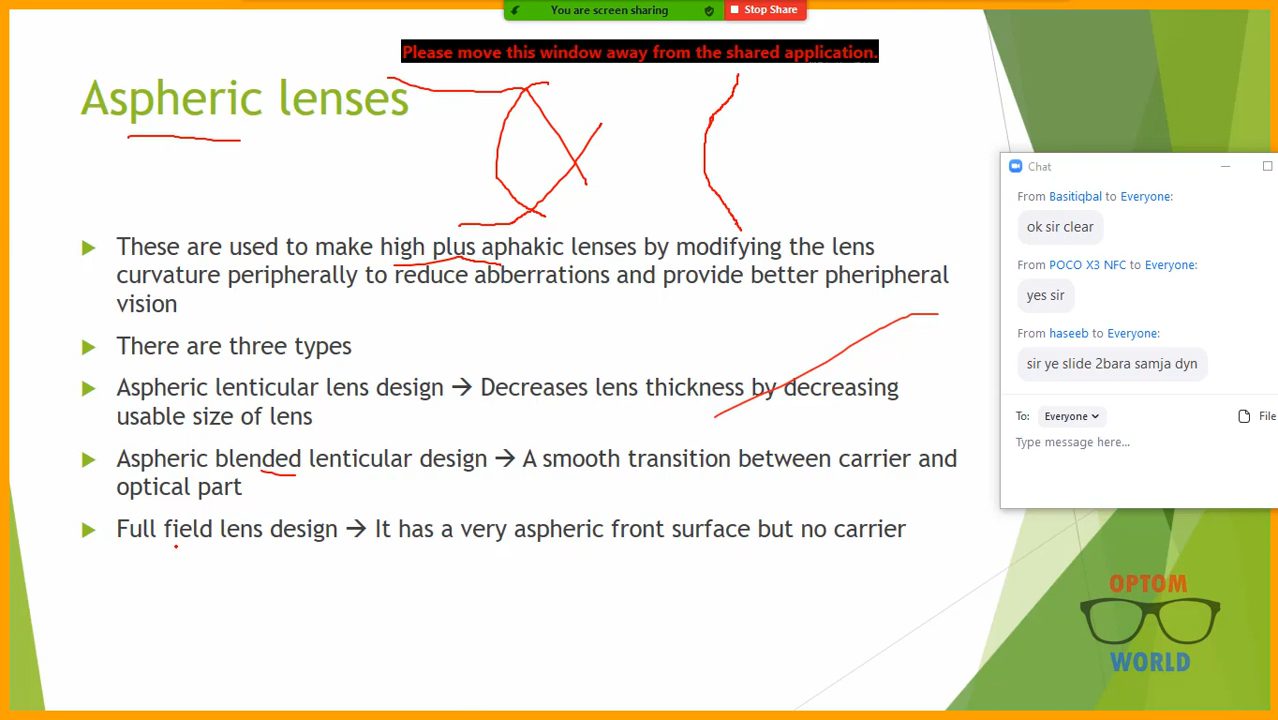 You are screen sharing
Stop Share
Please move this window away from the shared application.
Aspheric lenses
These are used to make high plus aphakic lenses by modifying the lens
curvature peripherally to reduce abberrations and provide better pheripheral
vision
There are three types
Aspheric lenticular lens design → Decreases lens thickness by decreasing
usable size of lens
Aspheric blended lenticular design → A smooth transition between carrier and
optical part
Full field lens design → It has a very aspheric front surface but no carrier
Chat
From Basitiqbal to Everyone:
ok sir clear
From POCO X3 NFC to Everyone:
yes sir
From haseeb to Everyone:
sir ye slide 2bara samja dyn
To: Everyone
File
Type message here...
OPTOM
WORLD